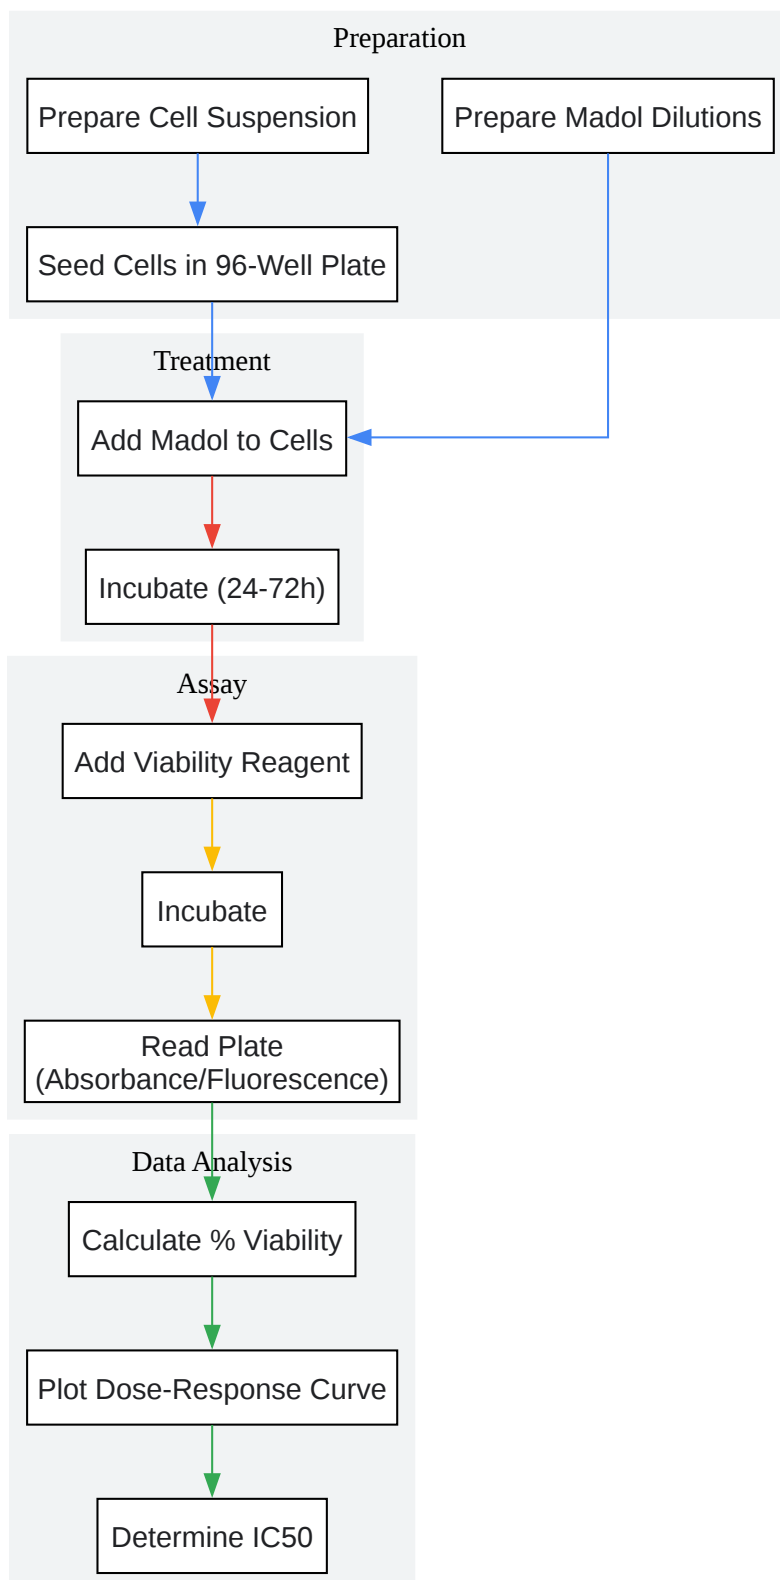 Preparation
Prepare Cell Suspension
Prepare Madol Dilutions
Seed Cells in 96-Well Plate
Treatment
Add Madol to Cells
Incubate (24-72h)
Assay
Add Viability Reagent
Incubate
Read Plate
(Absorbance/Fluorescence)
Data Analysis
Calculate % Viability
Plot Dose-Response Curve
Determine IC50